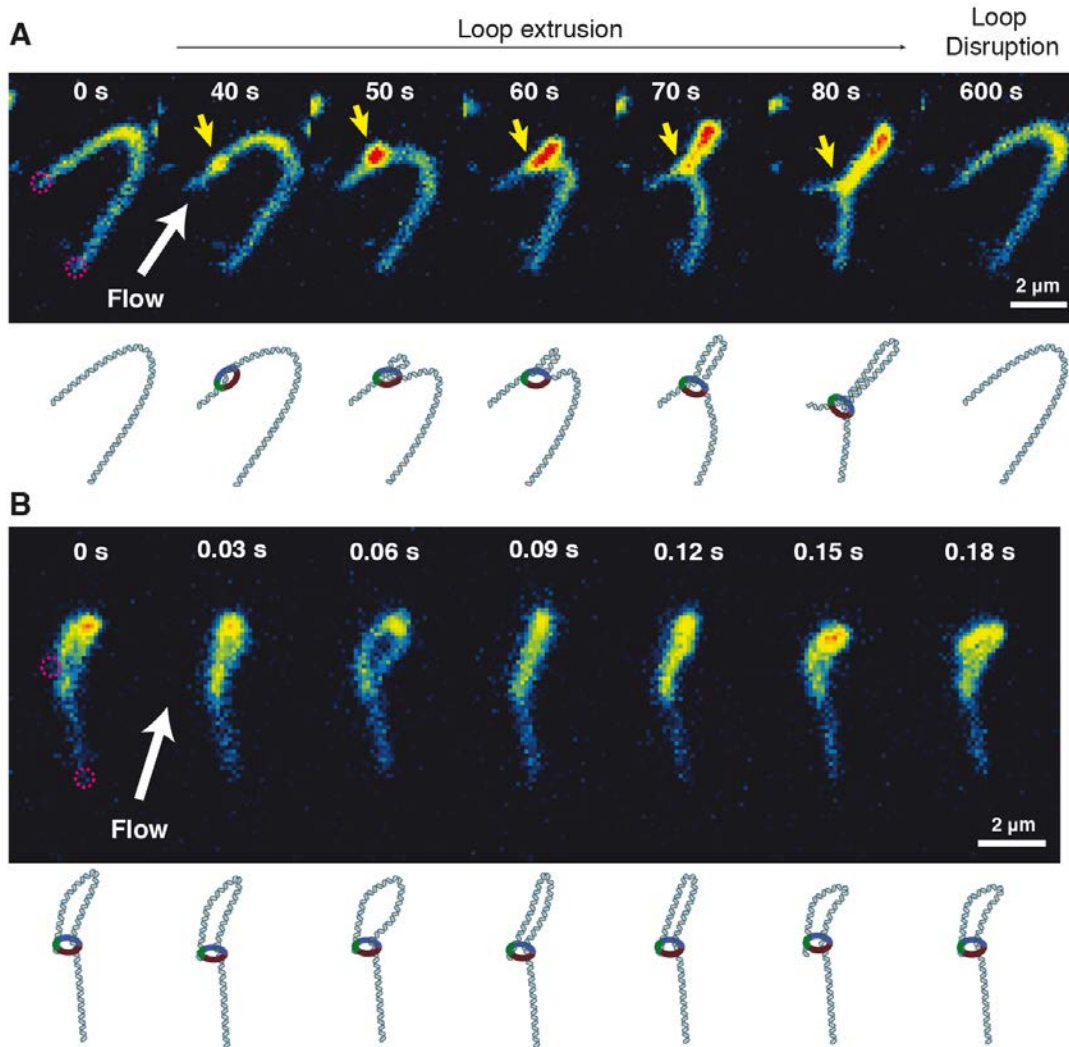 A
Loop extrusion
Loop
Disruption
0 s 40 s 50 s 60 s 70 s 80 s 600 s
Flow
2 µm
B
0 s 0.03 s 0.06 s 0.09 s 0.12 s 0.15 s 0.18 s
Flow
2 µm